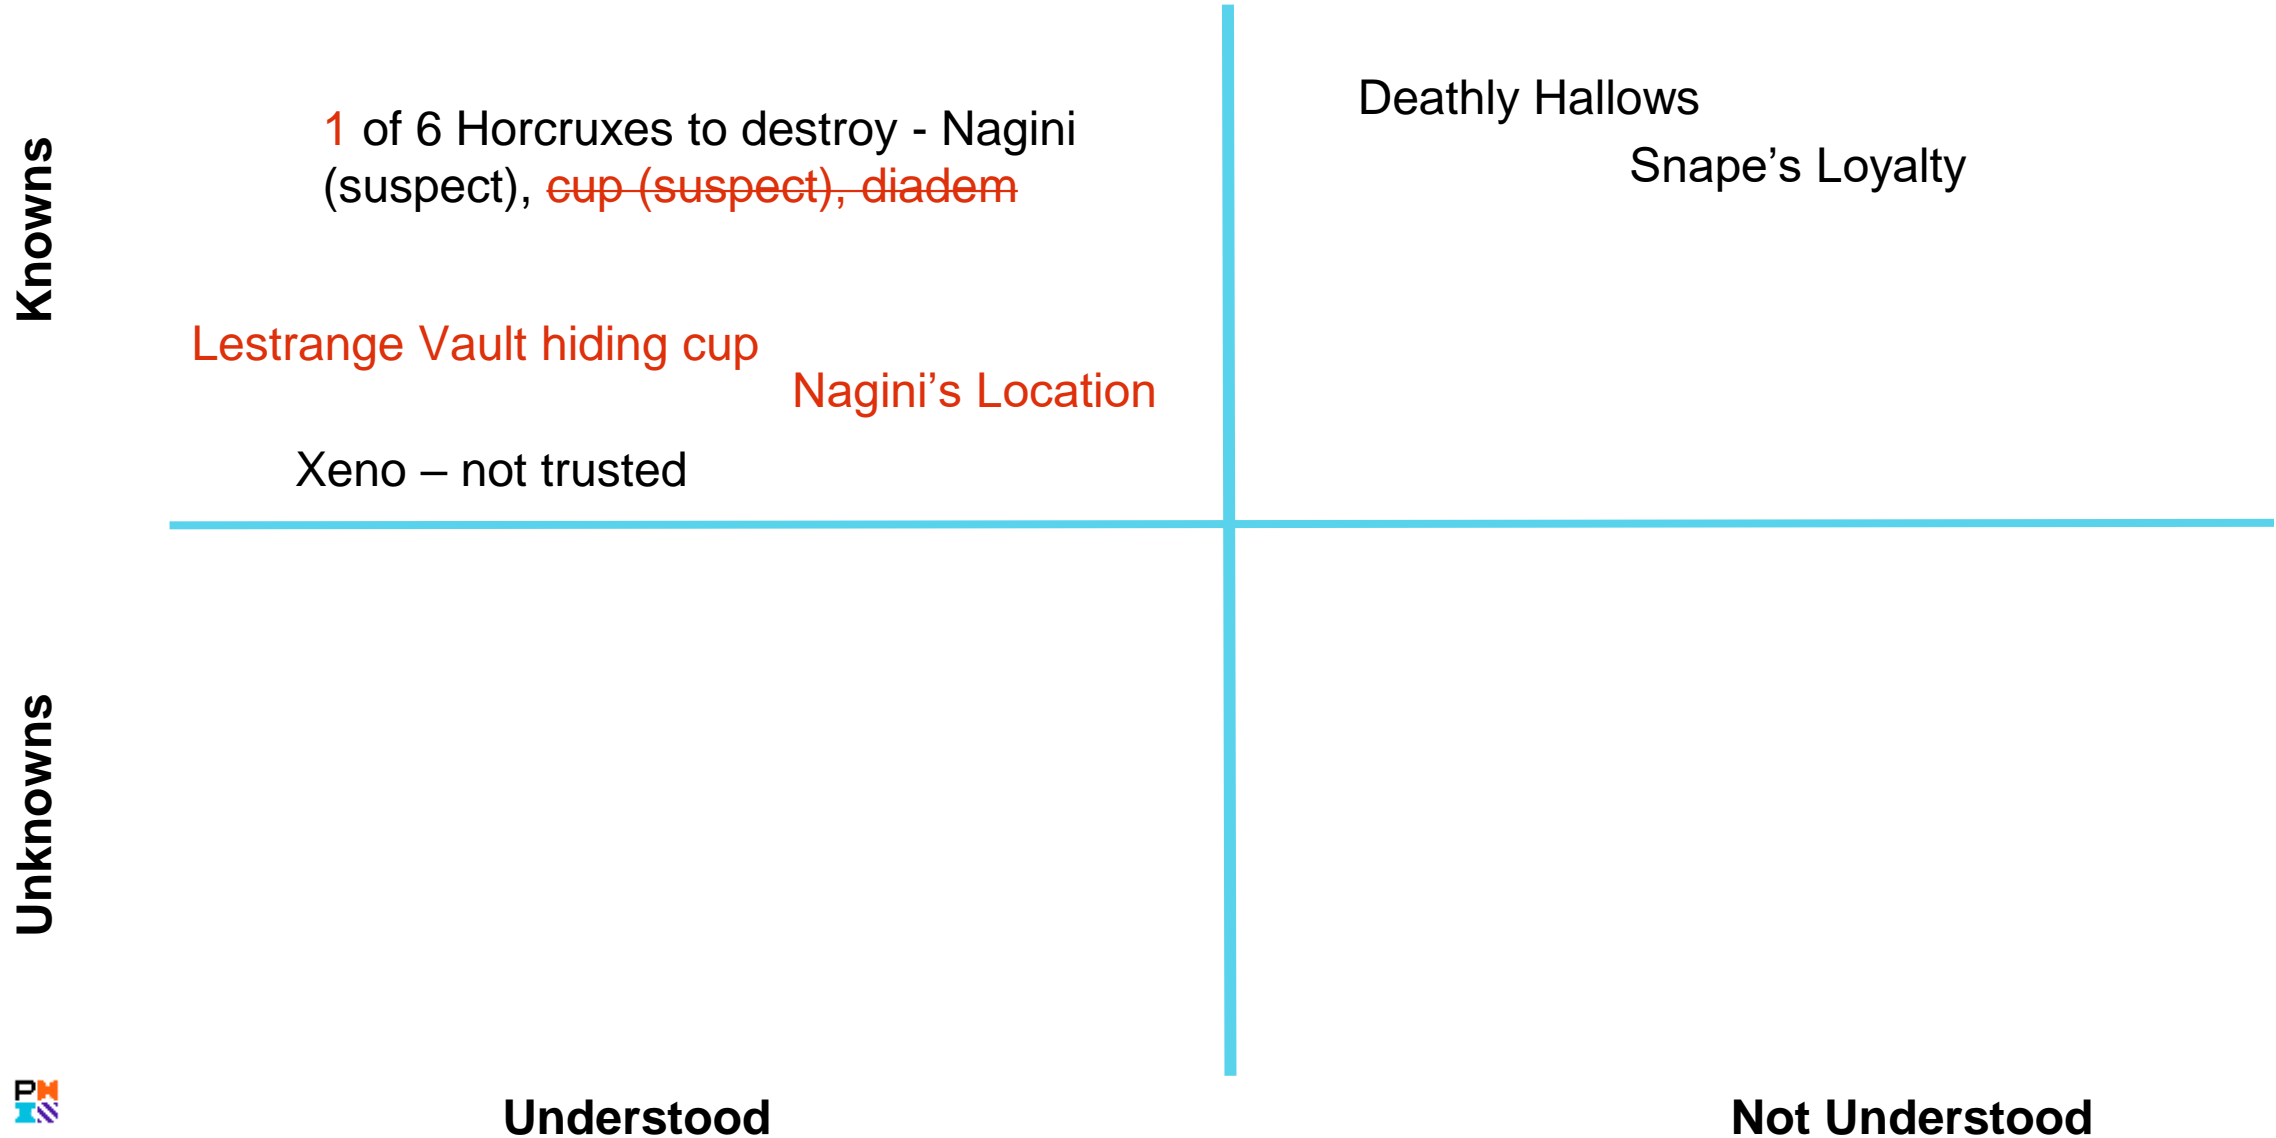 Knowns
1 of 6 Horcruxes to destroy - Nagini
(suspect), cup (suspect), diadem
Lestrange Vault hiding cup
Nagini’s Location
Xeno – not trusted
Deathly Hallows
Snape’s Loyalty
Unknowns
Understood
Not Understood